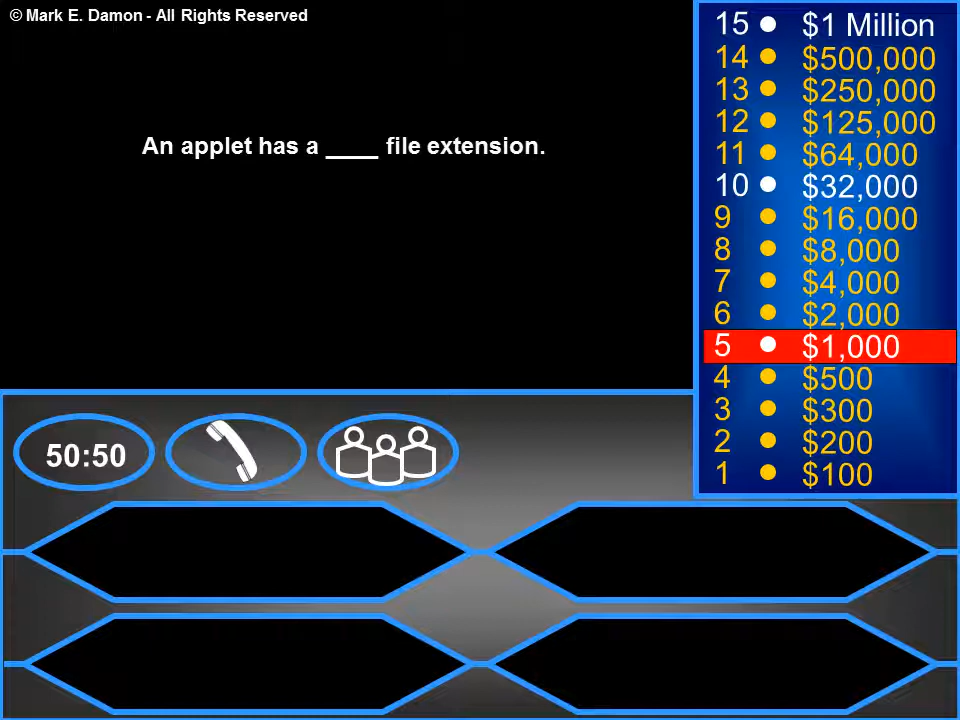 © Mark E. Damon - All Rights Reserved
An applet has a ____ file extension.
15 • $1 Million
14 • $500,000
13 • $250,000
12 • $125,000
11 • $64,000
10 • $32,000
9 • $16,000
8 • $8,000
7 • $4,000
6 • $2,000
5 • $1,000
4 • $500
3 • $300
2 • $200
1 • $100
50:50